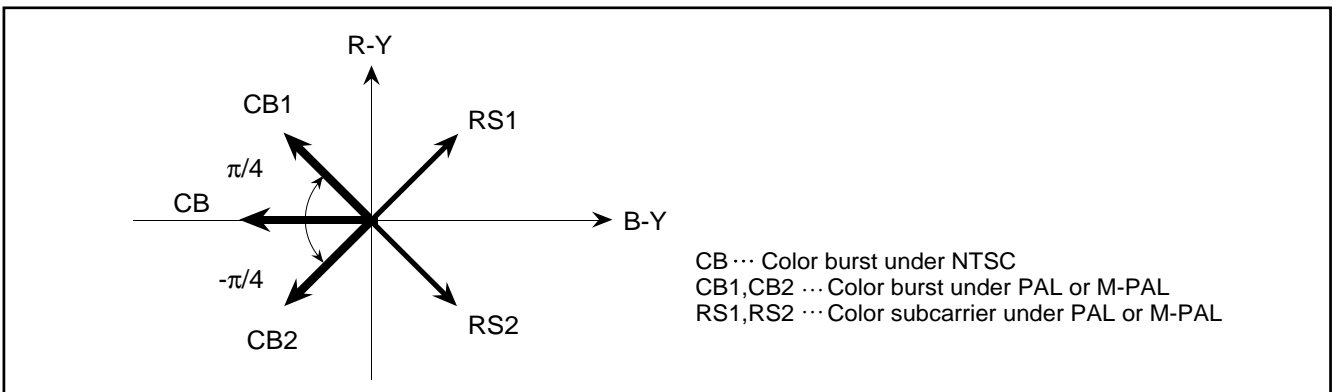 R-Y
CB1
RS1
π/4
CB
B-Y
-π/4
CB2
RS2
CB ··· Color burst under NTSC
CB1,CB2 ··· Color burst under PAL or M-PAL
RS1,RS2 ··· Color subcarrier under PAL or M-PAL